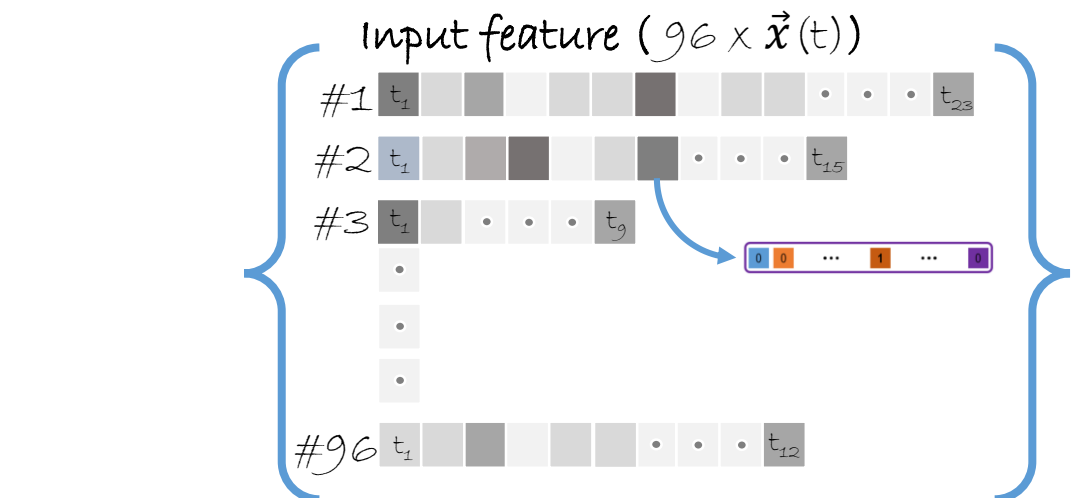 Input feature (96 x x⃗(t))
#1 t₁ • • • t₂₃
#2 t₁ • • • t₁₅
#3 t₁ • • • t₉
0 0 ... 1 ... 0
#96 t₁ • • • t₁₂